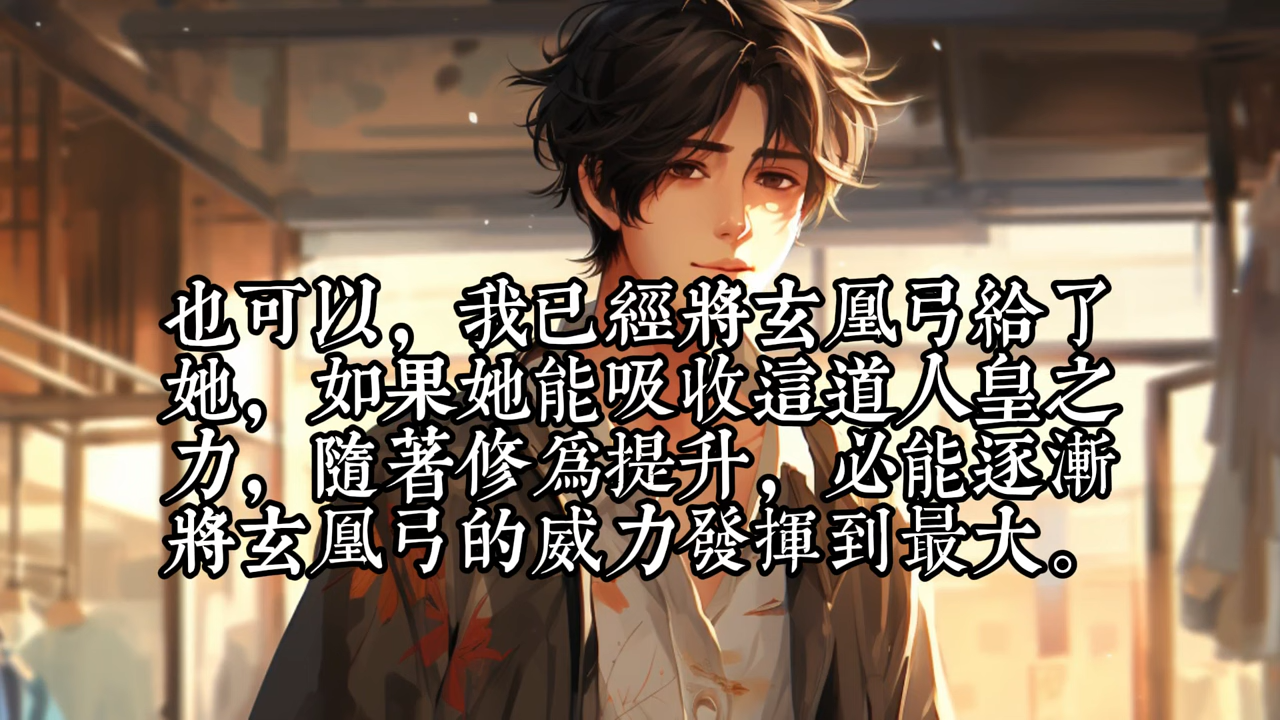 也可以，我已經將玄凰弓給了
她，如果她能吸收這道人皇之
力，隨著修為提升，必能逐漸
將玄凰弓的威力發揮到最大。